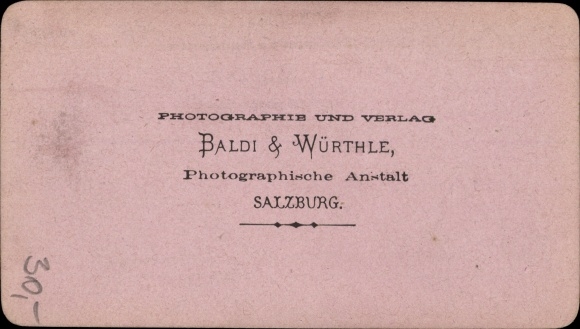 PHOTOGRAPHIE UND VERLAG
BALDI & WÜRTHLE,
Photographische Anstalt
SALZBURG.
30,-